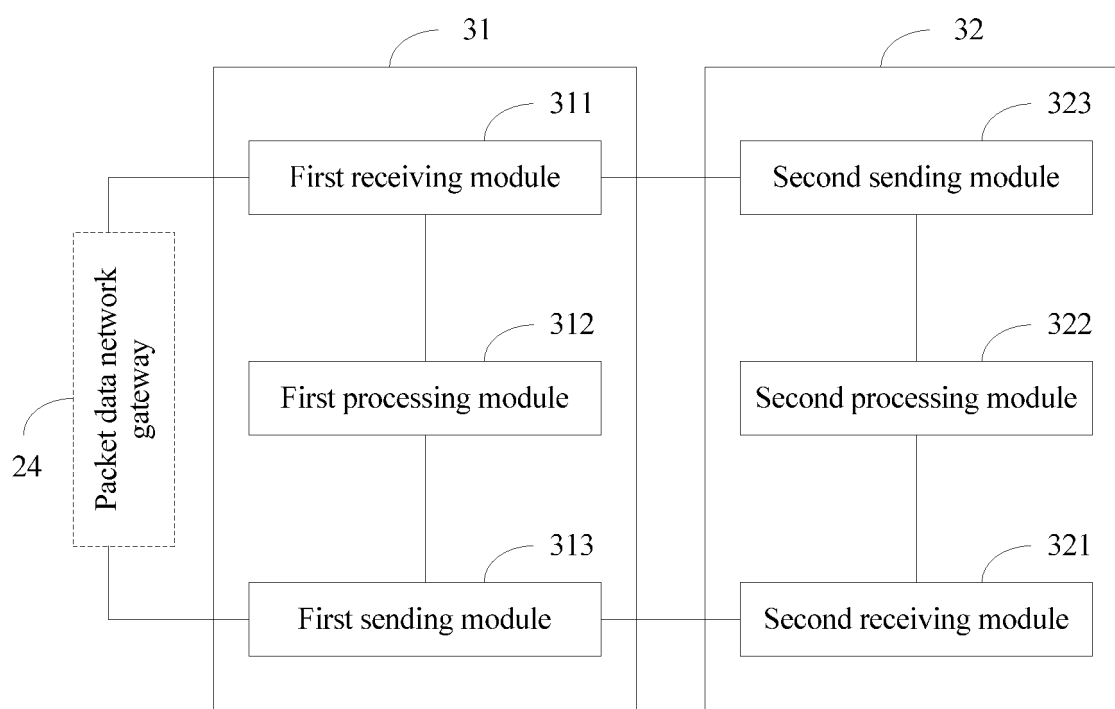 31
32
311
323
First receiving module
Second sending module
Packet data network
gateway
24
312
322
First processing module
Second processing module
313
321
First sending module
Second receiving module